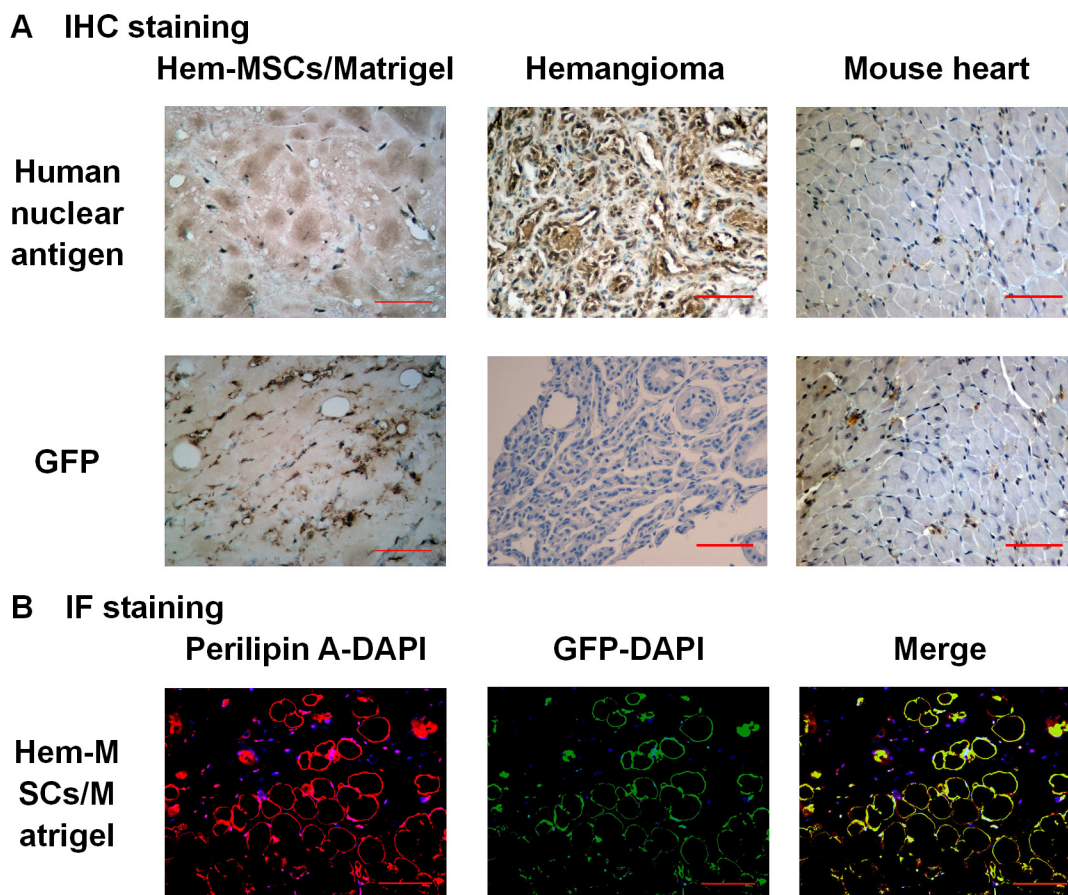 A IHC staining
Hem-MSCs/Matrigel Hemangioma Mouse heart
Human
nuclear
antigen
GFP
B IF staining
Perilipin A-DAPI GFP-DAPI Merge
Hem-M
SCs/M
atrigel